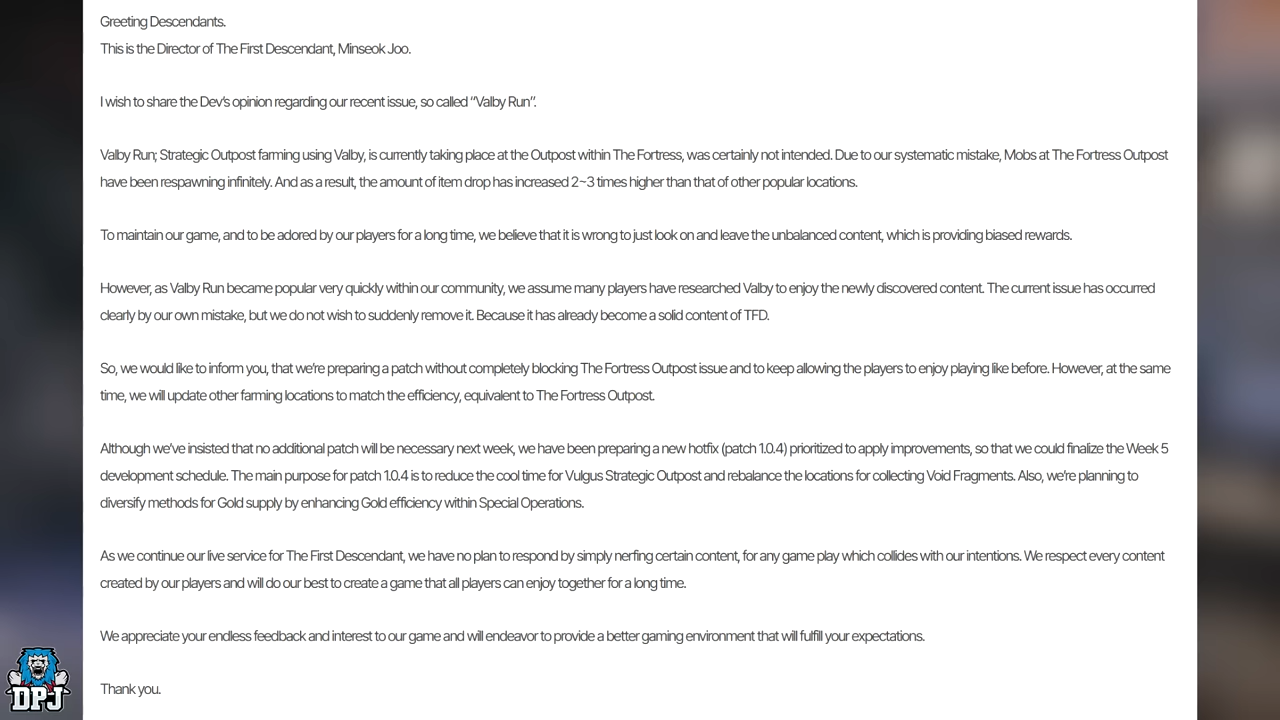 Greeting Descendants.
This is the Director of The First Descendant, Minseok Joo.
I wish to share the Dev's opinion regarding our recent issue, so called “Valby Run”.
Valby Run; Strategic Outpost farming using Valby, is currently taking place at the Outpost within The Fortress, was certainly not intended. Due to our systematic mistake, Mobs at The Fortress Outpost
have been respawning infinitely. And as a result, the amount of item drop has increased 2~3 times higher than that of other popular locations.
To maintain our game, and to be adored by our players for a long time, we believe that it is wrong to just look on and leave the unbalanced content, which is providing biased rewards.
However, as Valby Run became popular very quickly within our community, we assume many players have researched Valby to enjoy the newly discovered content. The current issue has occurred
clearly by our own mistake, but we do not wish to suddenly remove it. Because it has already become a solid content of TFD.
So, we would like to inform you, that we're preparing a patch without completely blocking The Fortress Outpost issue and to keep allowing the players to enjoy playing like before. However, at the same
time, we will update other farming locations to match the efficiency, equivalent to The Fortress Outpost.
Although we've insisted that no additional patch will be necessary next week, we have been preparing a new hotfix (patch 1.0.4) prioritized to apply improvements, so that we could finalize the Week 5
development schedule. The main purpose for patch 1.0.4 is to reduce the cool time for Vulgus Strategic Outpost and rebalance the locations for collecting Void Fragments. Also, we're planning to
diversify methods for Gold supply by enhancing Gold efficiency within Special Operations.
As we continue our live service for The First Descendant, we have no plan to respond by simply nerfing certain content, for any game play which collides with our intentions. We respect every content
created by our players and will do our best to create a game that all players can enjoy together for a long time.
We appreciate your endless feedback and interest to our game and will endeavor to provide a better gaming environment that will fulfill your expectations.
Thank you.
DPJ